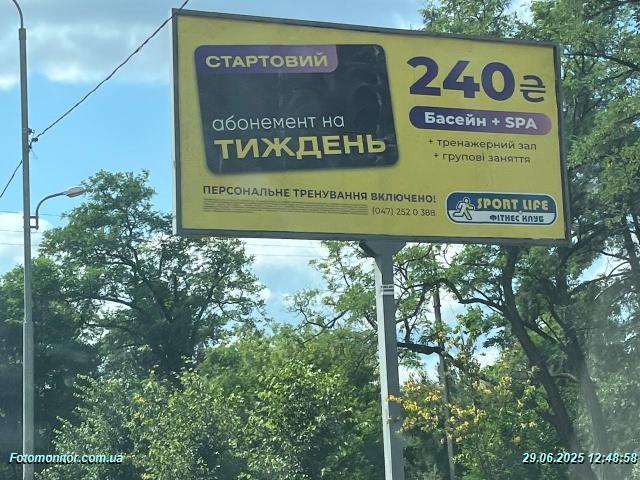 СТАРТОВИЙ
абонемент на
ТИЖДЕНЬ
240₴
Басейн + SPA
+ тренажерний зал
+ групові заняття
ПЕРСОНАЛЬНЕ ТРЕНУВАННЯ ВКЛЮЧЕНО!
(047) 252 0 388
SPORT LIFE
ФІТНЕС КЛУБ
Fotomonitor.com.ua
29.06.2025 12:48:58